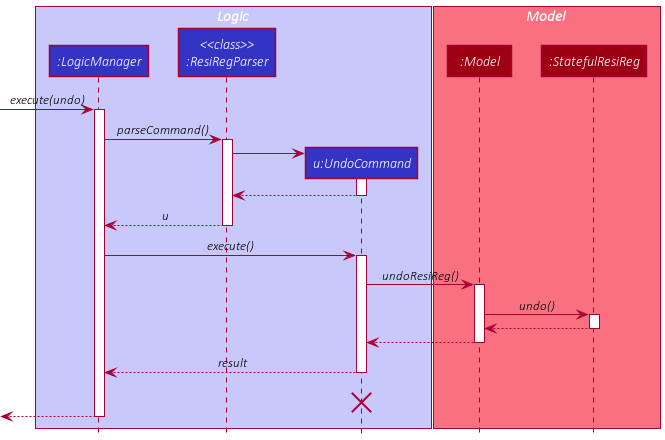 Logic
Model
<<class>>
:LogicManager
:ResiRegParser
:Model
:StatefulResiReg
execute(undo)
parseCommand()
u:UndoCommand
u
execute()
undoResiReg()
undo()
result